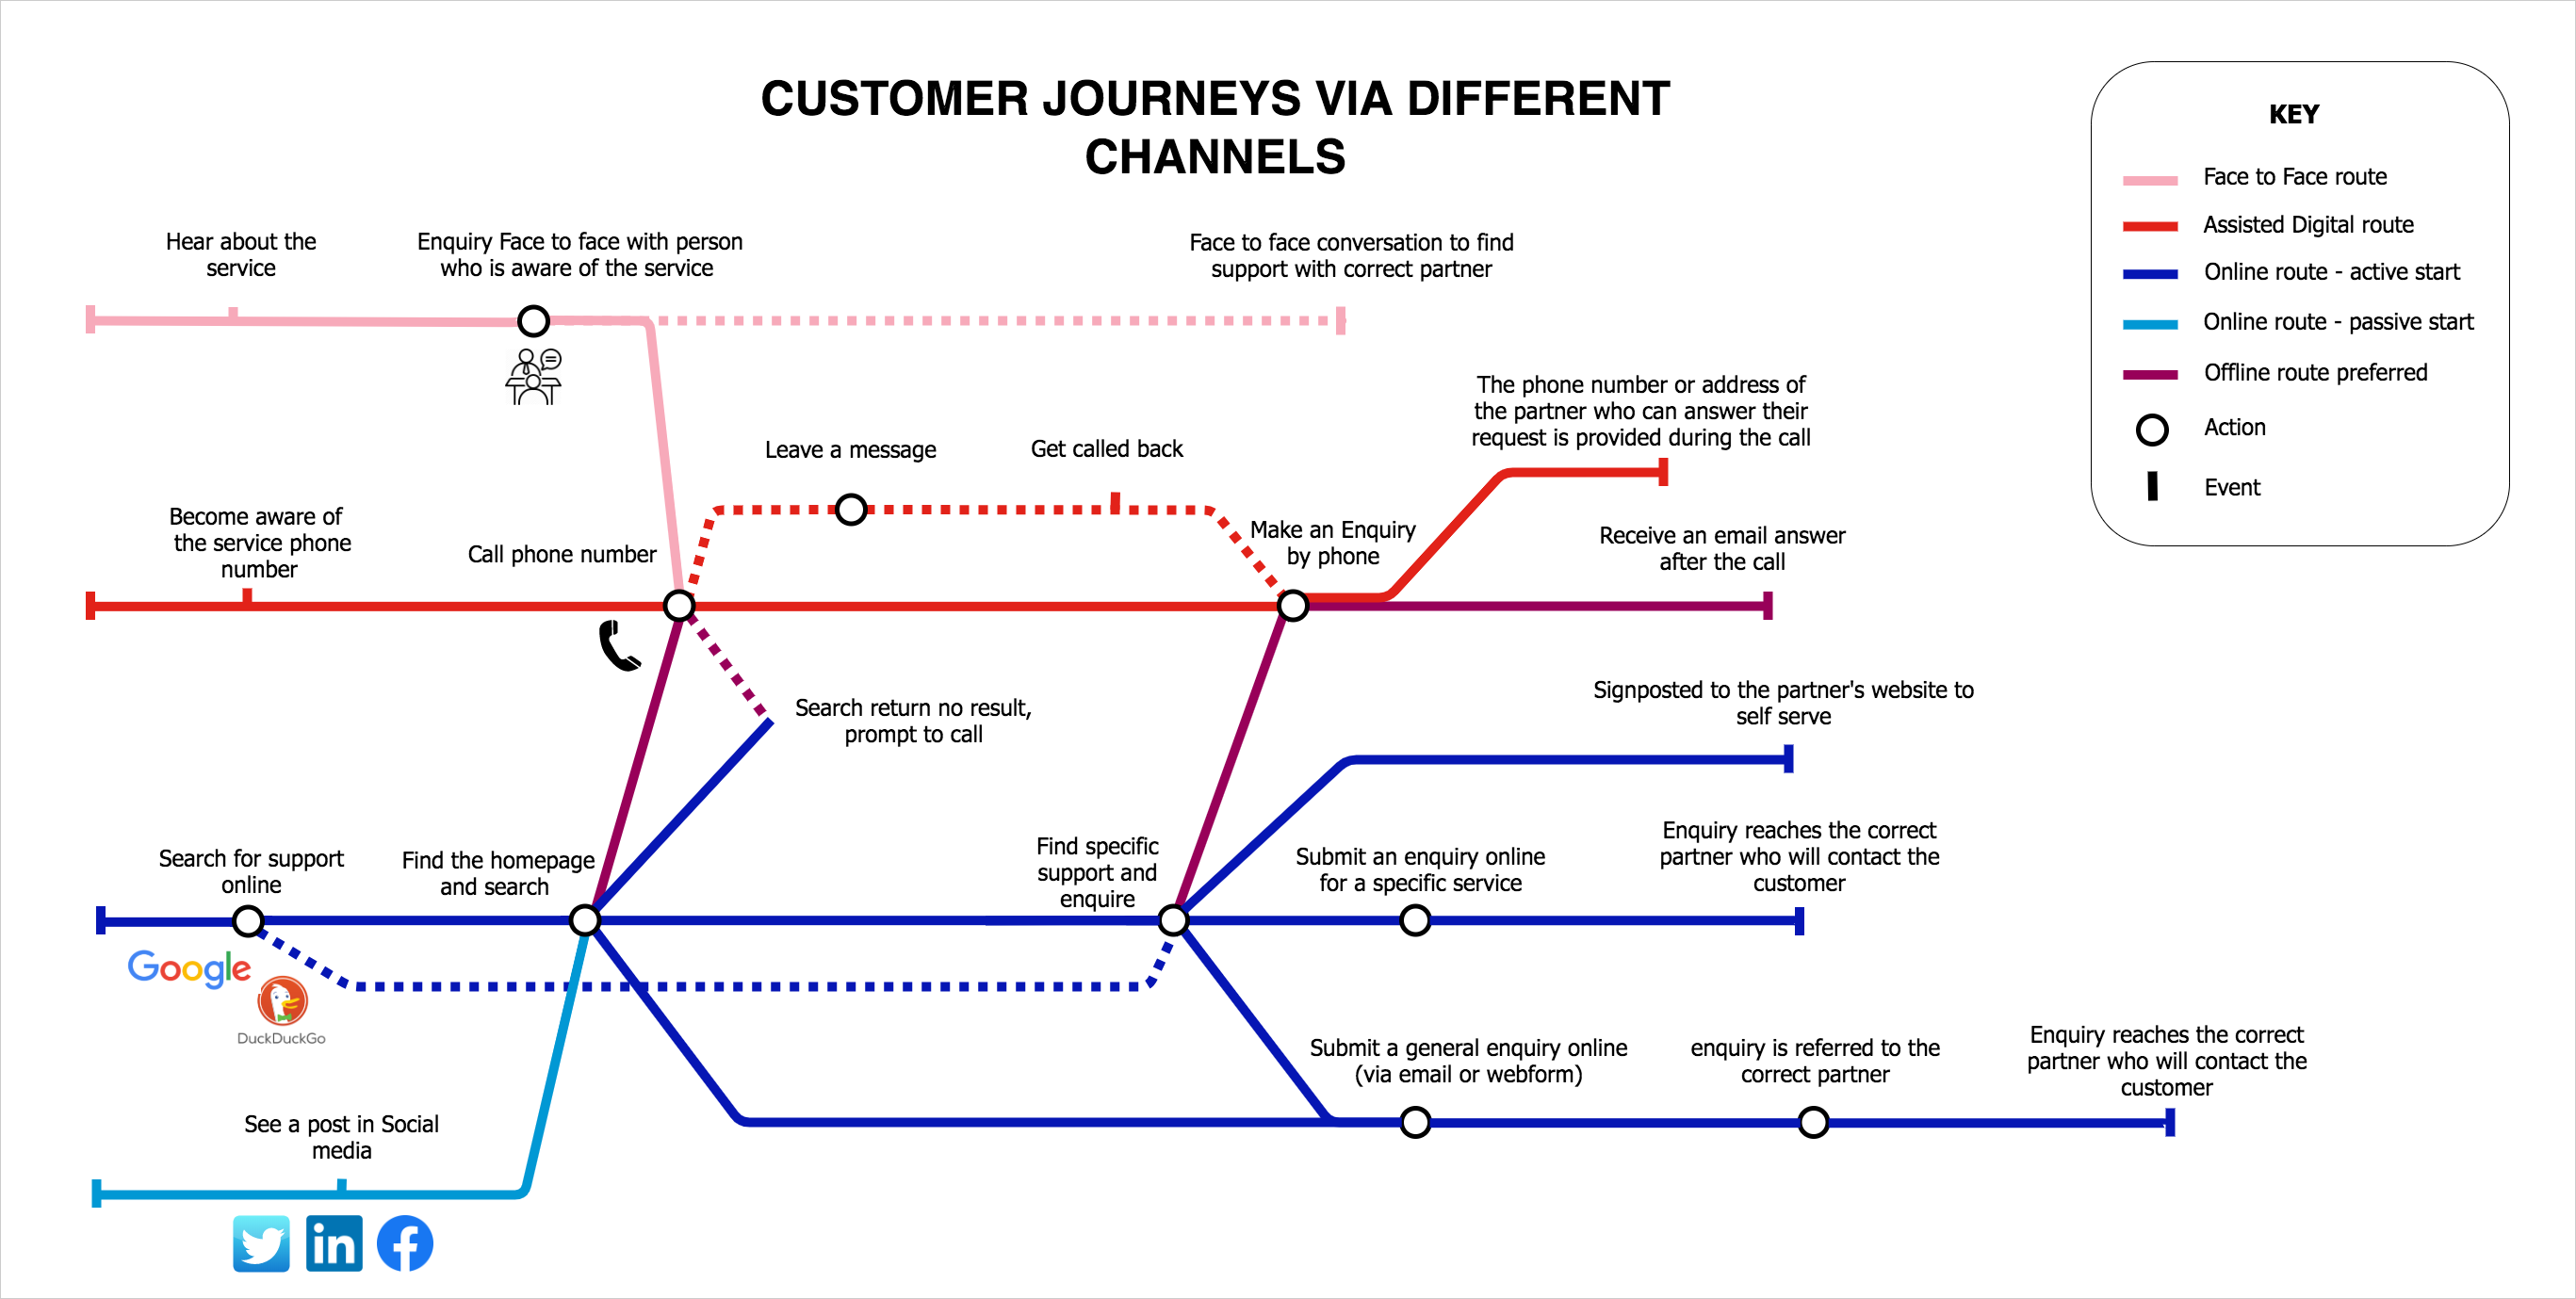 CUSTOMER JOURNEYS VIA DIFFERENT
CHANNELS
KEY
Face to Face route
Assisted Digital route
Online route - active start
Online route - passive start
Offline route preferred
Action
Event
Hear about the
service
Enquiry Face to face with person
who is aware of the service
Face to face conversation to find
support with correct partner
The phone number or address of
the partner who can answer their
request is provided during the call
Leave a message
Get called back
Become aware of
the service phone
number
Call phone number
Make an Enquiry
by phone
Receive an email answer
after the call
Search return no result,
prompt to call
Signposted to the partner's website to
self serve
Search for support
online
Find the homepage
and search
Find specific
support and
enquire
Submit an enquiry online
for a specific service
Enquiry reaches the correct
partner who will contact the
customer
Google
DuckDuckGo
Submit a general enquiry online
(via email or webform)
enquiry is referred to the
correct partner
Enquiry reaches the correct
partner who will contact the
customer
See a post in Social
media
in
f